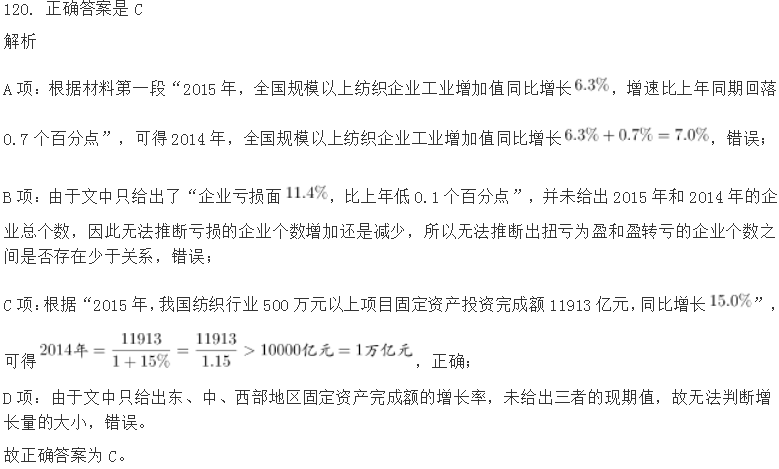 120. 正确答案是 C
解析
A 项：根据材料第一段“2015 年，全国规模以上纺织企业工业增加值同比增长 6.3%，增速比上年同期回落
0.7 个百分点”，可得 2014 年，全国规模以上纺织企业工业增加值同比增长 6.3% + 0.7% = 7.0%，错误；
B 项：由于文中只给出了“企业亏损面 11.4%，比上年低 0.1 个百分点”，并未给出 2015 年和 2014 年的企
业总个数，因此无法推断亏损的企业个数增加还是减少，所以无法推断出扭亏为盈和盈转亏的企业个数之
间是否存在少于关系，错误；
C 项：根据“2015 年，我国纺织行业 500 万元以上项目固定资产投资完成额 11913 亿元，同比增长 15.0%”，
可得 2014年 = 11913/(1+15%) = 11913/1.15 > 10000亿元 = 1万亿元，正确；
D 项：由于文中只给出东、中、西部地区固定资产完成额的增长率，未给出三者的现期值，故无法判断增
长量的大小，错误。
故正确答案为 C。